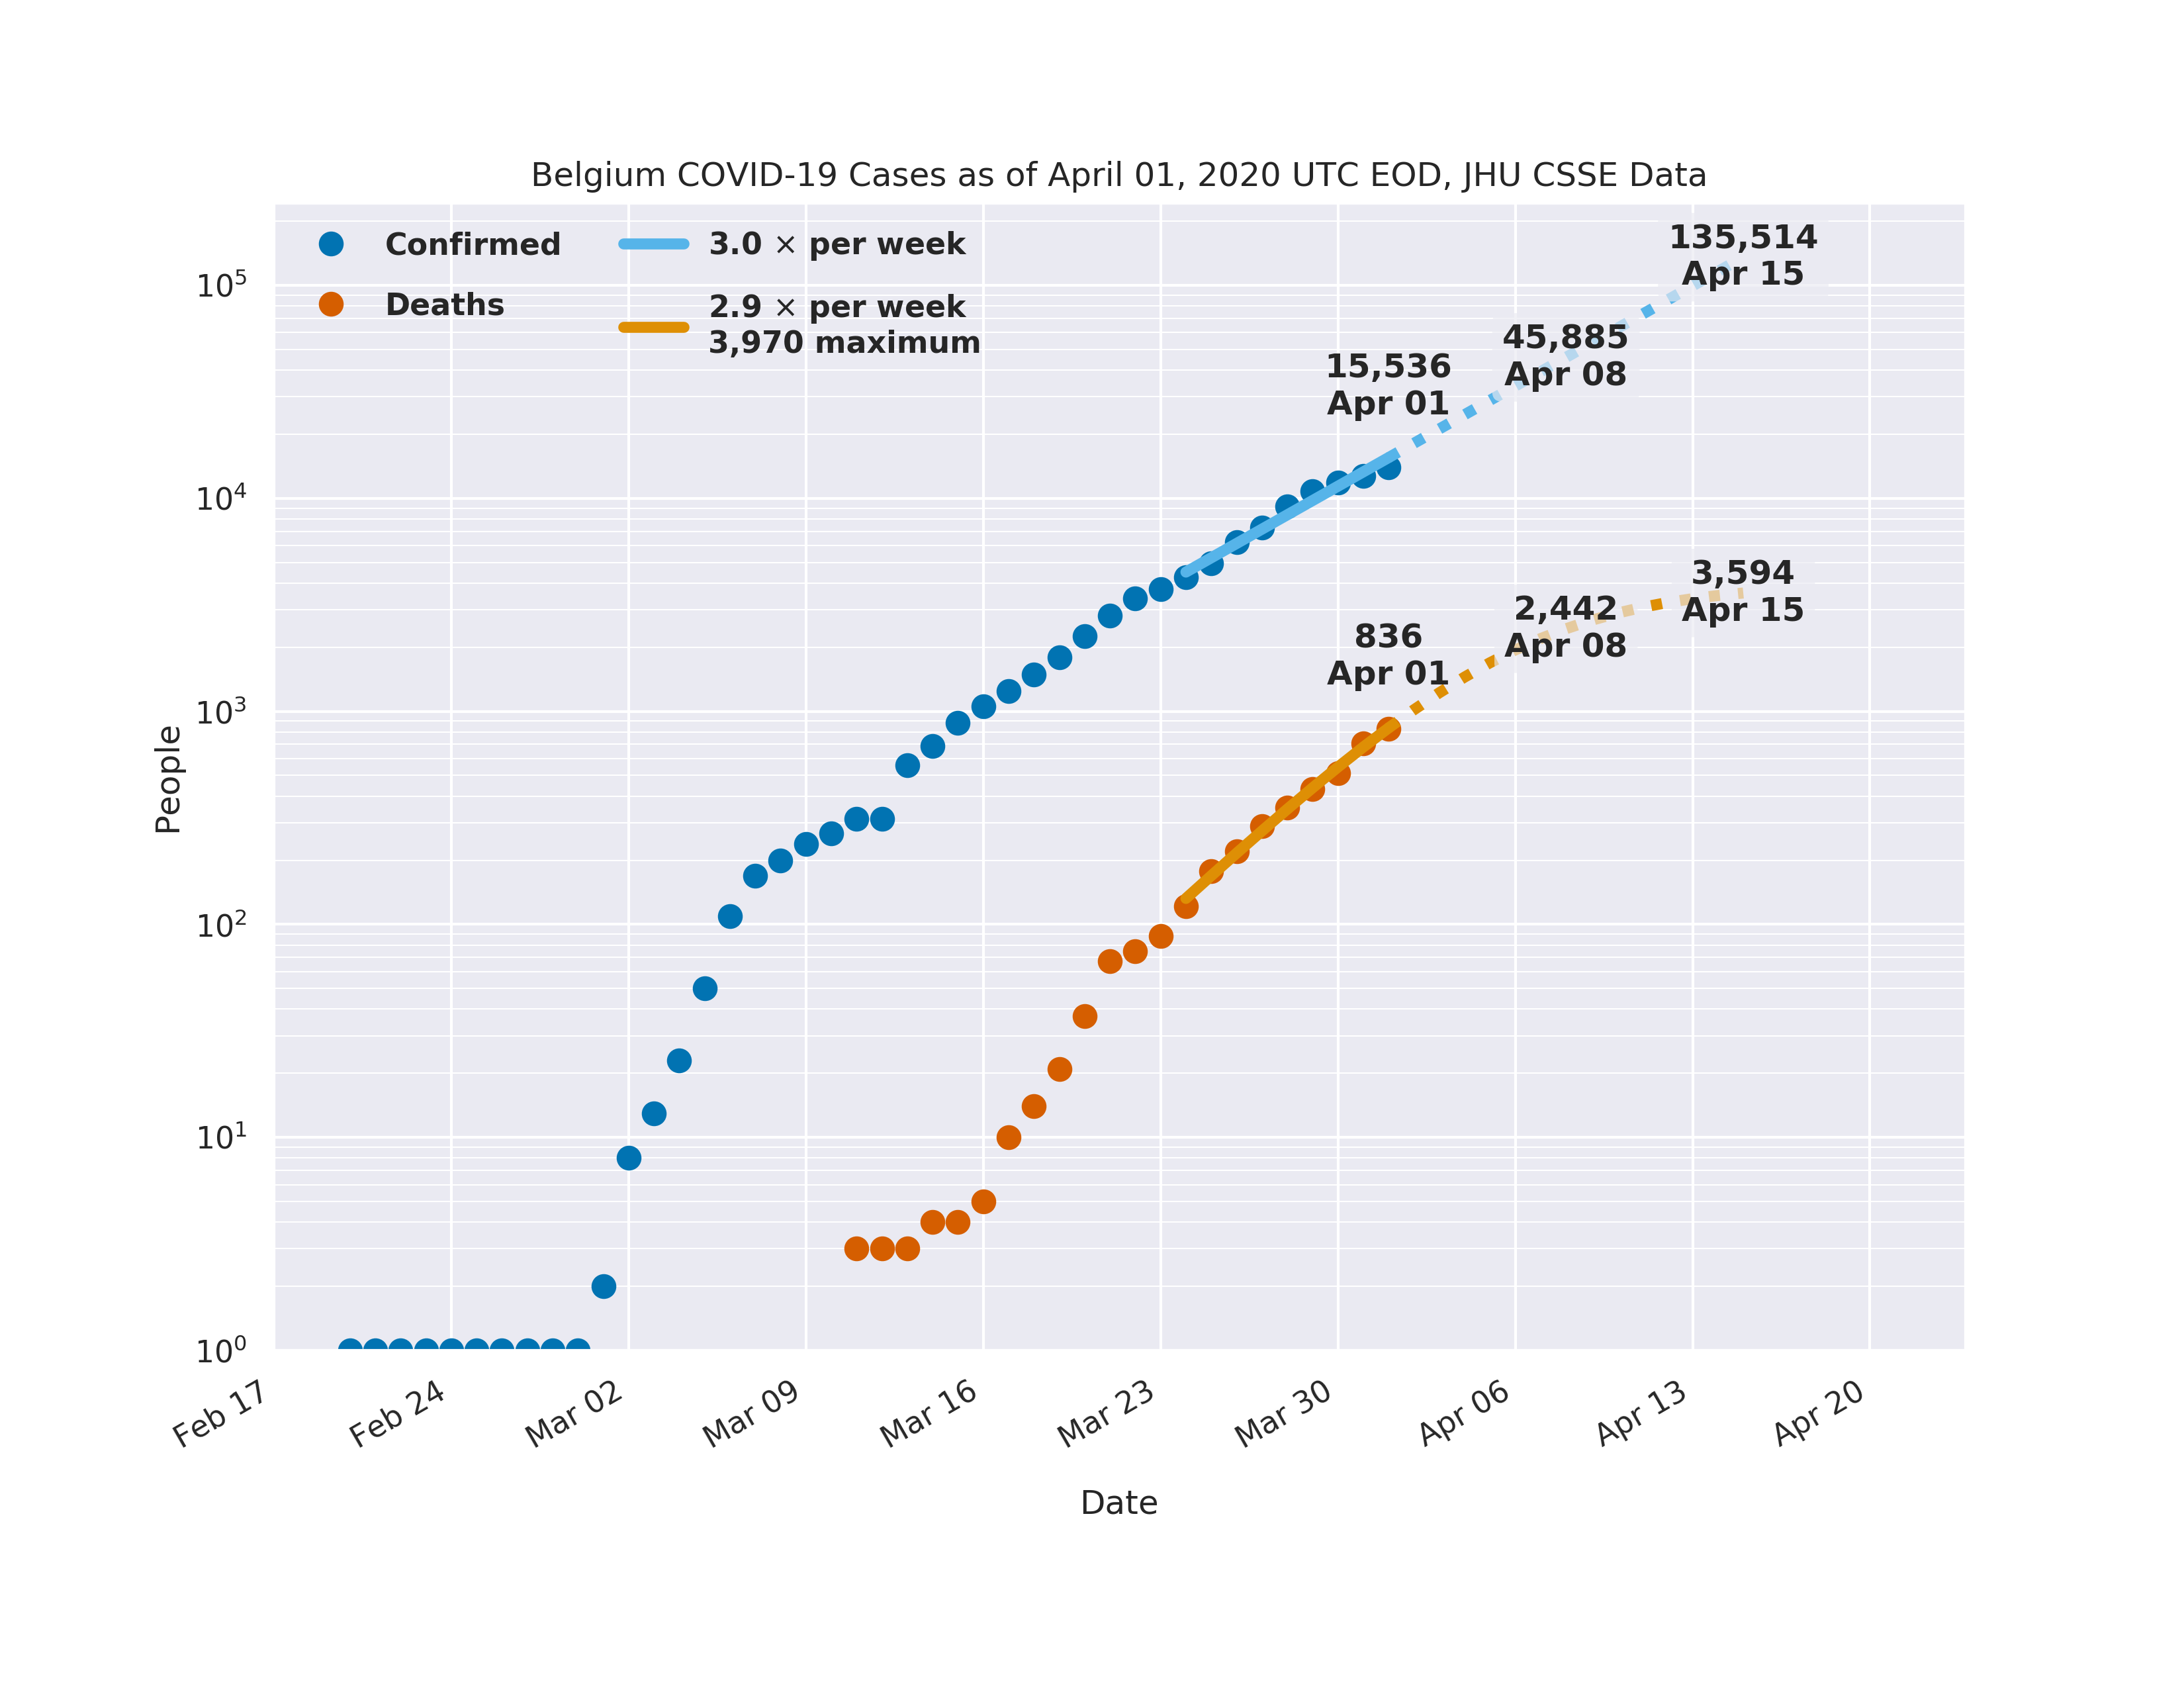 Belgium COVID-19 Cases as of April 01, 2020 UTC EOD, JHU CSSE Data
Confirmed
Deaths
3.0 × per week
2.9 × per week
3,970 maximum
135,514
Apr 15
45,885
Apr 08
15,536
Apr 01
3,594
Apr 15
2,442
Apr 08
836
Apr 01
People
10⁵
10⁴
10³
10²
10¹
10⁰
Feb 17
Feb 24
Mar 02
Mar 09
Mar 16
Mar 23
Mar 30
Apr 06
Apr 13
Apr 20
Date